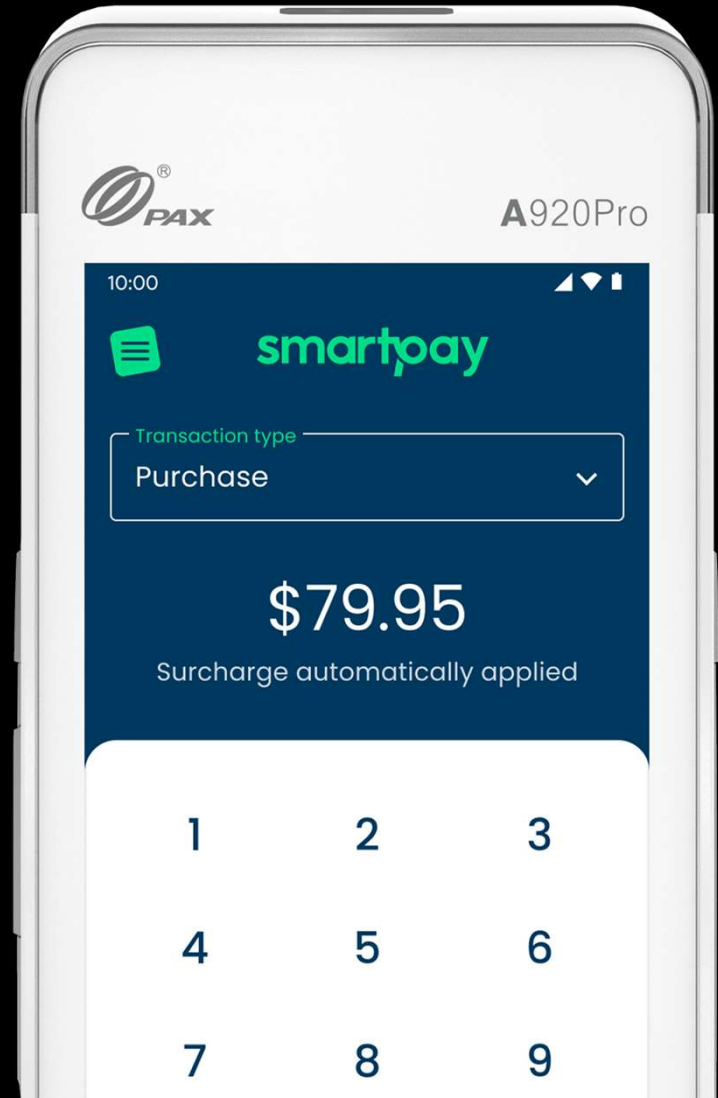 ®
PAX
A920Pro
10:00
smartpay
Transaction type
Purchase
$79.95
Surcharge automatically applied
1 2 3
4 5 6
7 8 9